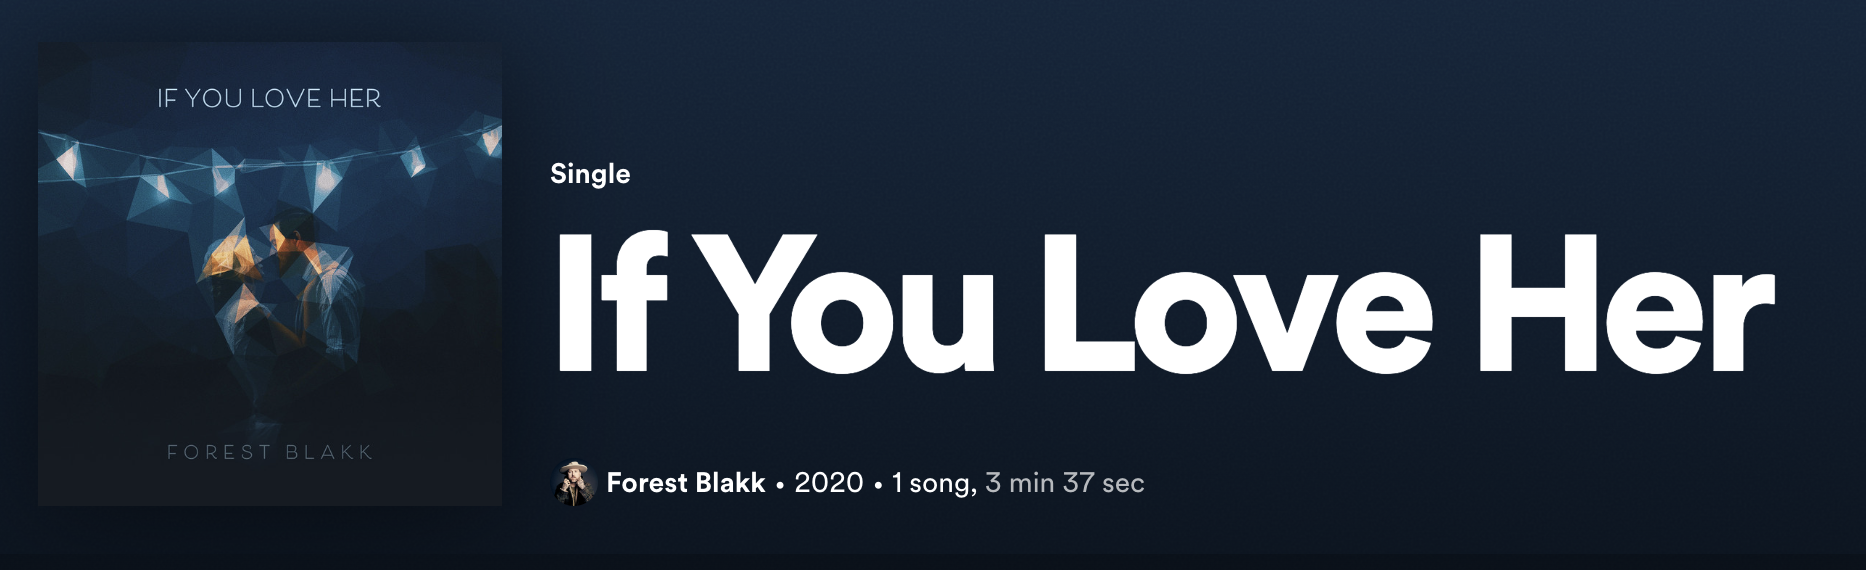 IF YOU LOVE HER
FOREST BLAKK
Single
If You Love Her
Forest Blakk • 2020 • 1 song, 3 min 37 sec